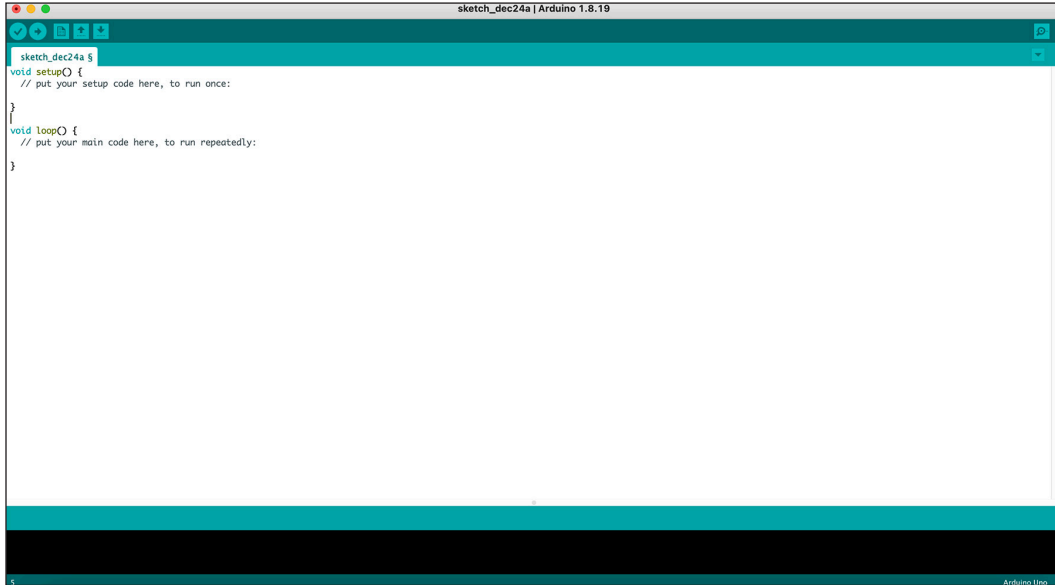 sketch_dec24a | Arduino 1.8.19
sketch_dec24a §
void setup() {
// put your setup code here, to run once:
}
void loop() {
// put your main code here, to run repeatedly:
}
5
Arduino Uno